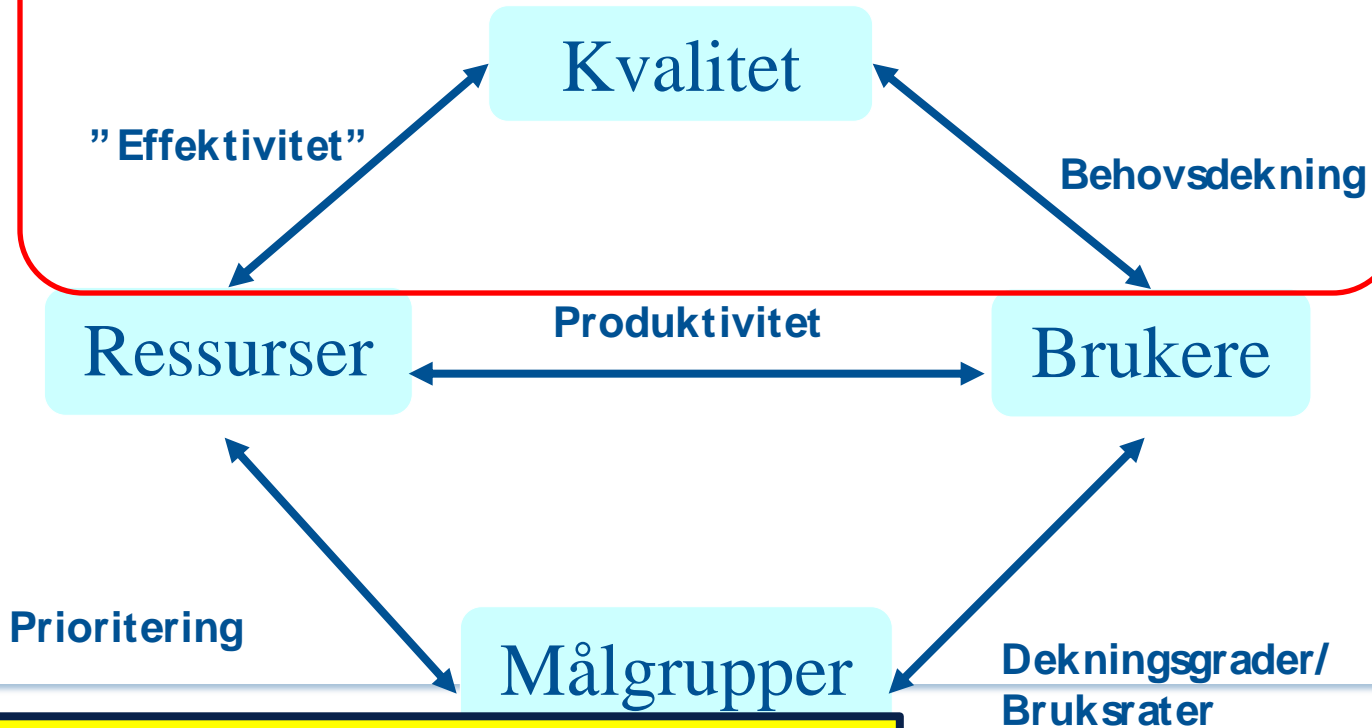 Kvalitet
”Effektivitet”
Behovsdekning
Ressurser
Produktivitet
Brukere
Prioritering
Målgrupper
Dekningsgrader/
Bruksrater